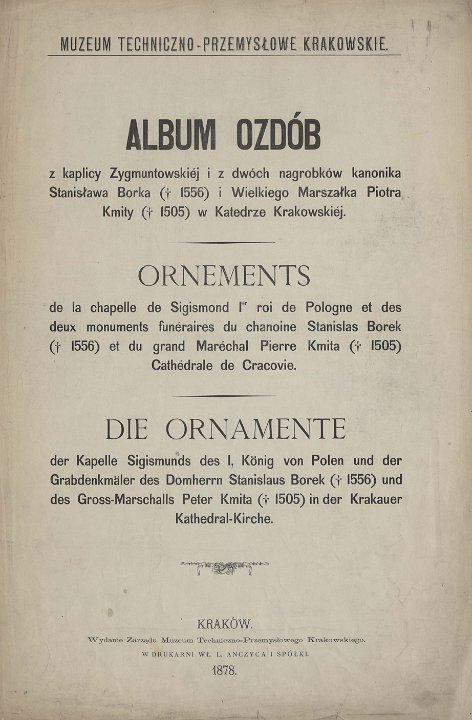 MUZEUM TECHNICZNO-PRZEMYSŁOWE KRAKOWSKIE.
ALBUM OZDÓB
z kaplicy Zygmuntowskiéj i z dwóch nagrobków kanonika
Stanisława Borka († 1556) i Wielkiego Marszałka Piotra
Kmity († 1505) w Katedrze Krakowskiéj.
ORNEMENTS
de la chapelle de Sigismond Ier roi de Pologne et des
deux monuments funéraires du chanoine Stanislas Borek
(† 1556) et du grand Maréchal Pierre Kmita († 1505)
Cathédrale de Cracovie.
DIE ORNAMENTE
der Kapelle Sigismunds des I, König von Polen und der
Grabdenkmäler des Domherrn Stanislaus Borek († 1556) und
des Gross-Marschalls Peter Kmita († 1505) in der Krakauer
Kathedral-Kirche.
KRAKÓW.
Wydanie Zarządu Muzeum Techniczno-Przemysłowego Krakowskiego.
W DRUKARNI WŁ. L. ANCZYCA I SPÓŁKI.
1878.